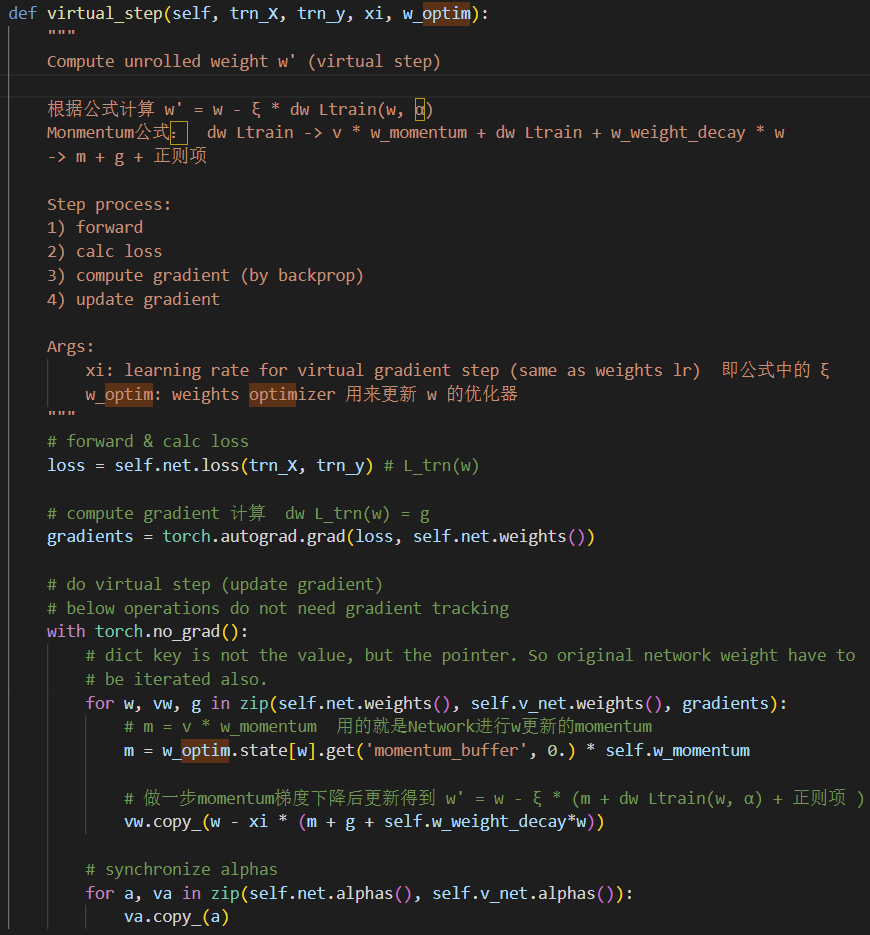 def virtual_step(self, trn_X, trn_y, xi, w_optim):
    """
    Compute unrolled weight w' (virtual step)

    根据公式计算 w' = w - ξ * dw Ltrain(w, α)
    Monmentum公式：  dw Ltrain -> v * w_momentum + dw Ltrain + w_weight_decay * w
    -> m + g + 正则项

    Step process:
    1) forward
    2) calc loss
    3) compute gradient (by backprop)
    4) update gradient

    Args:
        xi: learning rate for virtual gradient step (same as weights lr)  即公式中的 ξ
        w_optim: weights optimizer 用来更新 w 的优化器
    """
    # forward & calc loss
    loss = self.net.loss(trn_X, trn_y) # L_trn(w)

    # compute gradient 计算  dw L_trn(w) = g
    gradients = torch.autograd.grad(loss, self.net.weights())

    # do virtual step (update gradient)
    # below operations do not need gradient tracking
    with torch.no_grad():
        # dict key is not the value, but the pointer. So original network weight have to
        # be iterated also.
        for w, vw, g in zip(self.net.weights(), self.v_net.weights(), gradients):
            # m = v * w_momentum  用的就是Network进行w更新的momentum
            m = w_optim.state[w].get('momentum_buffer', 0.) * self.w_momentum

            # 做一步momentum梯度下降后更新得到 w' = w - ξ * (m + dw Ltrain(w, α) + 正则项 )
            vw.copy_(w - xi * (m + g + self.w_weight_decay*w))

        # synchronize alphas
        for a, va in zip(self.net.alphas(), self.v_net.alphas()):
            va.copy_(a)